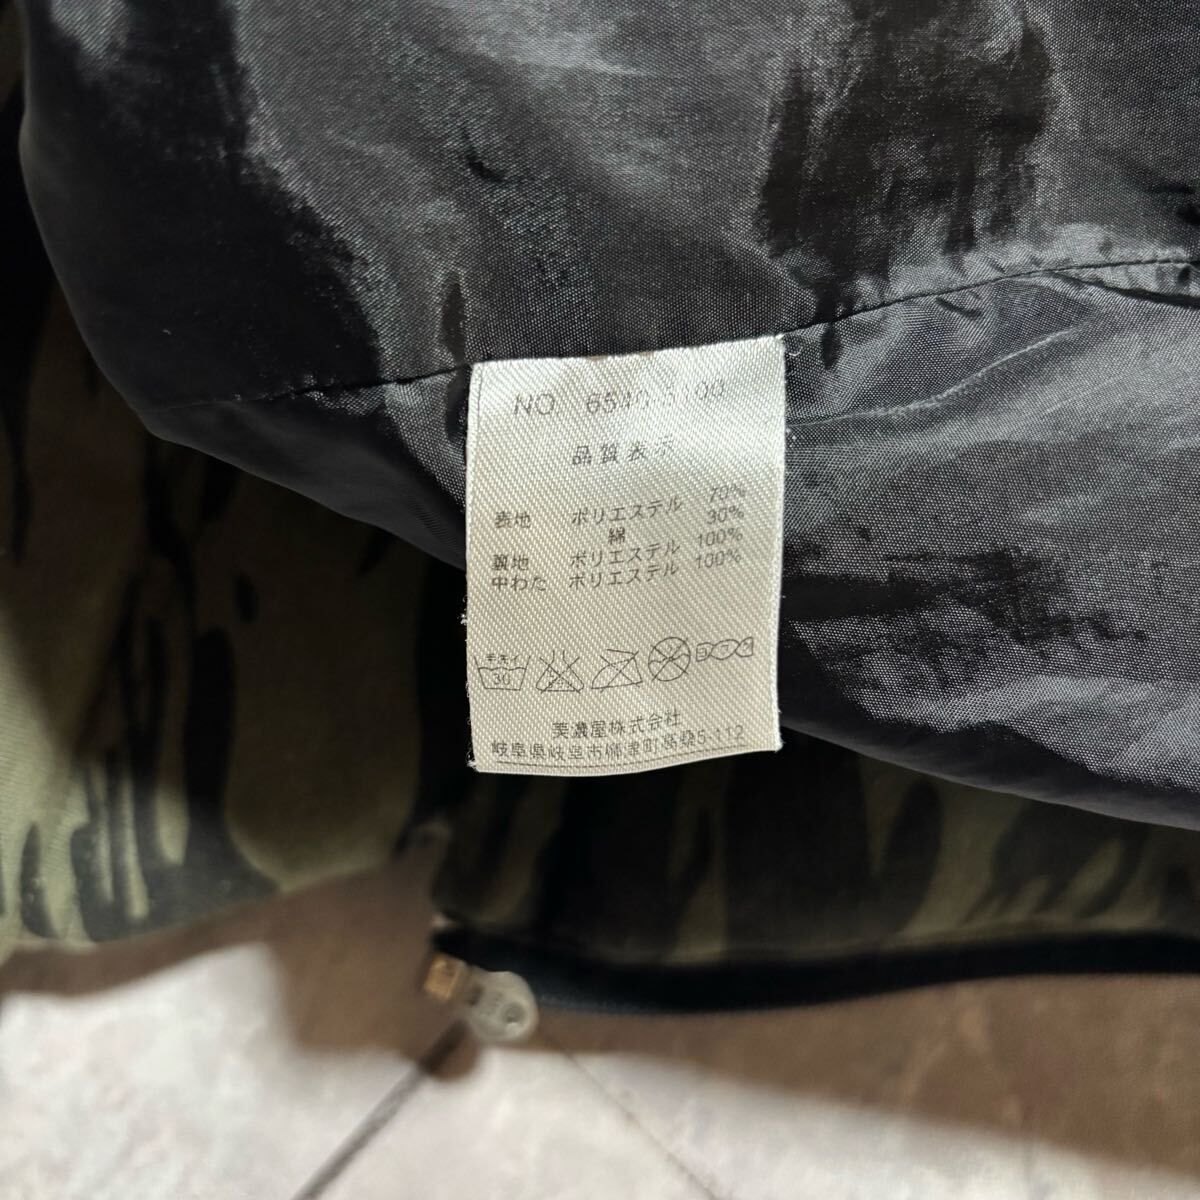 NO. 6540-5100
品質表示
表地 ポリエステル 70%
綿 30%
裏地 ポリエステル 100%
中わた ポリエステル 100%
手洗イ
30
美濃屋株式会社
岐阜県岐阜市柳津町高桑5-112